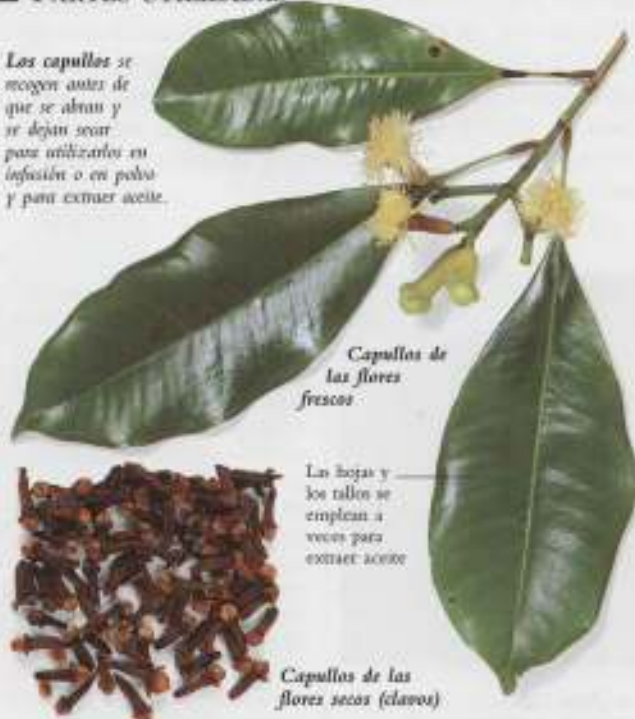 Los capullos se
recogen antes de
que se abran y
se dejan secar
para utilizarlos en
infusión o en polvo
y para extraer aceite.
Capullos de
las flores
frescos
Las hojas y
los tallos se
emplean a
veces para
extraer aceite
Capullos de las
flores secos (clavos)